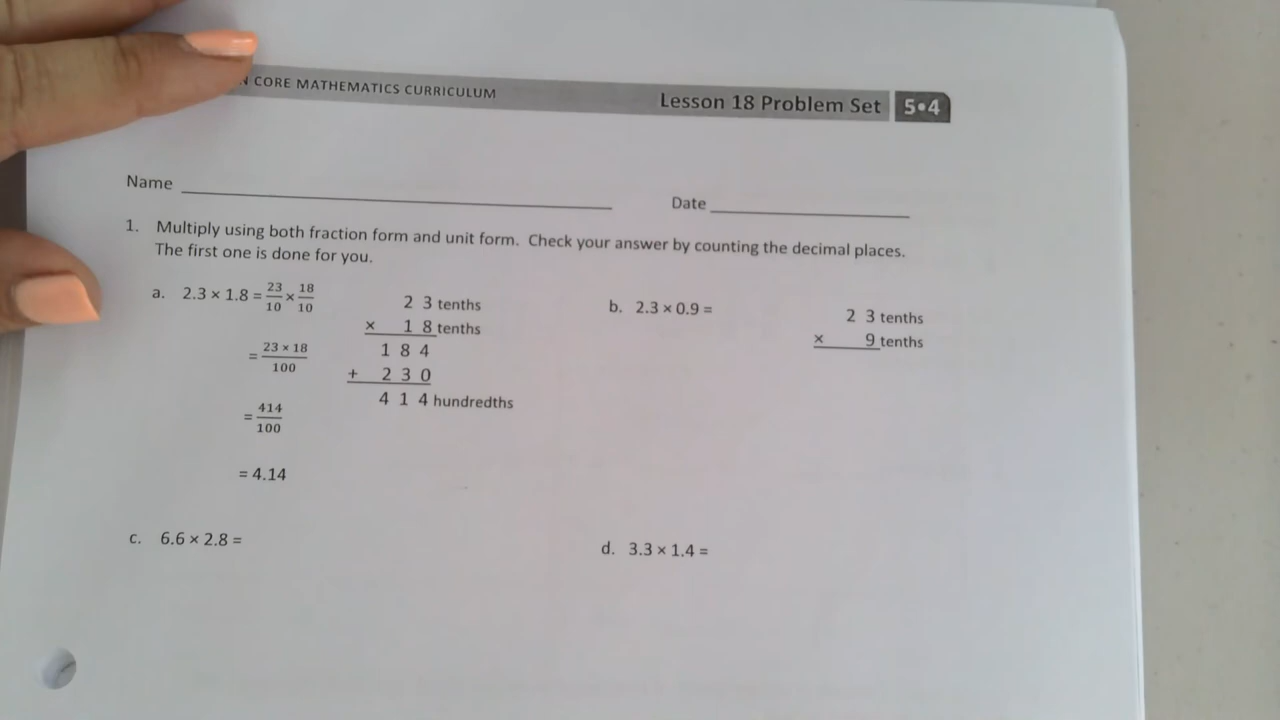 CORE MATHEMATICS CURRICULUM
Lesson 18 Problem Set 5•4
Name
Date
1. Multiply using both fraction form and unit form. Check your answer by counting the decimal places.
The first one is done for you.
a. 2.3 × 1.8 = 23/10 × 18/10
= 23 × 18/100
= 414/100
= 4.14
2 3 tenths
× 1 8 tenths
1 8 4
+ 2 3 0
4 1 4 hundredths
b. 2.3 × 0.9 =
2 3 tenths
× 9 tenths
c. 6.6 × 2.8 =
d. 3.3 × 1.4 =